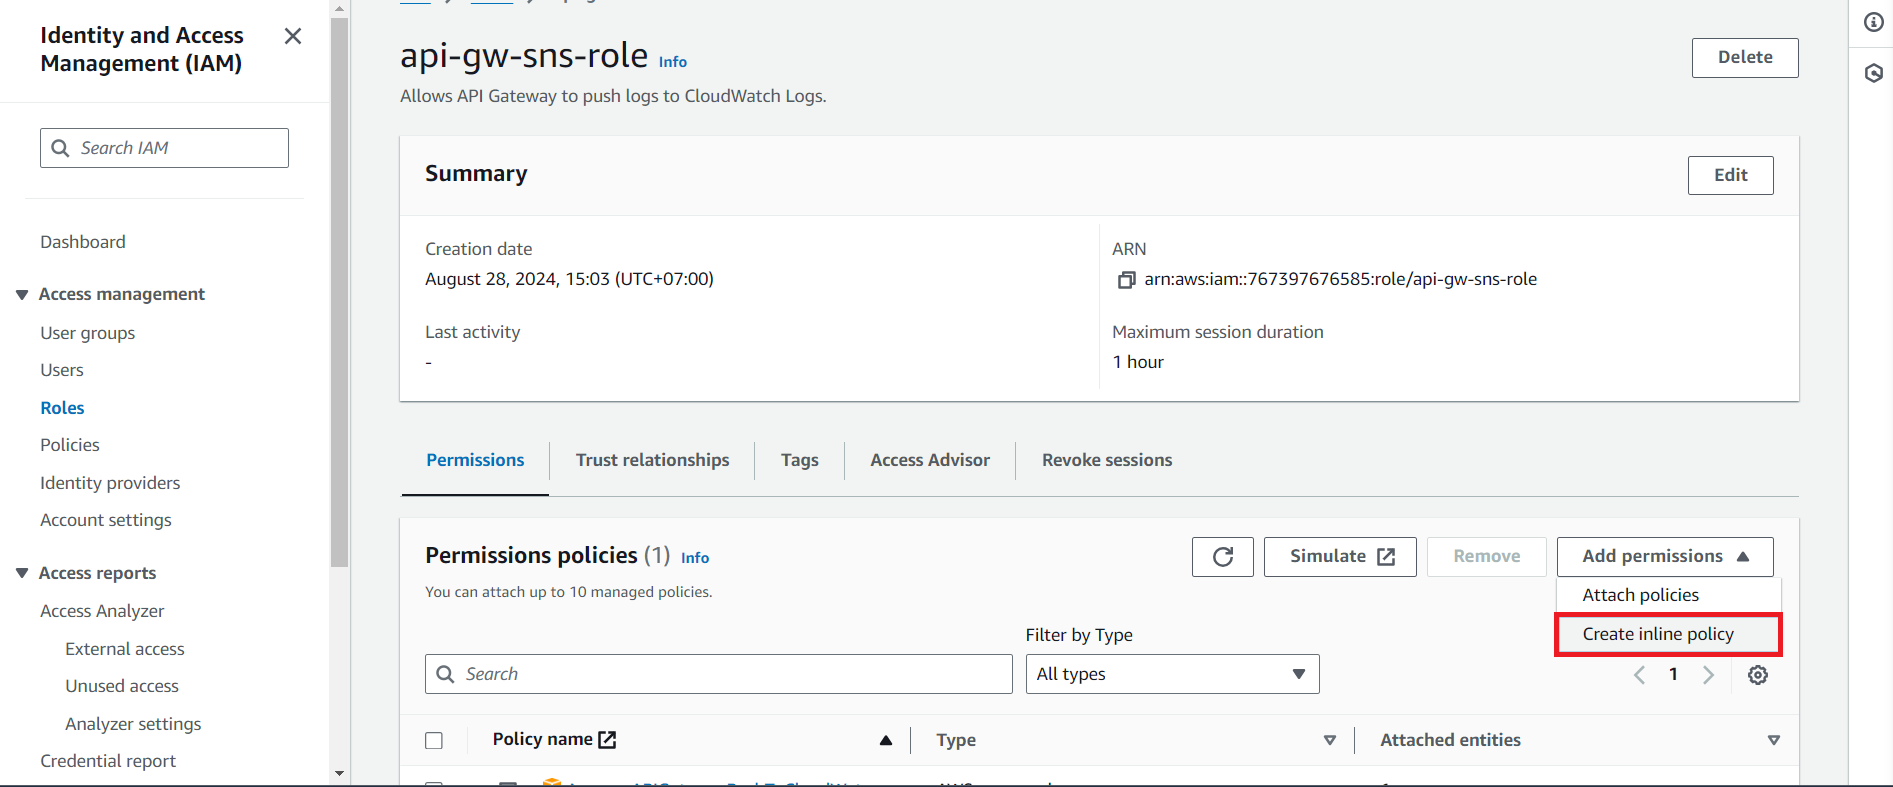 Identity and Access
Management (IAM)
Search IAM
Dashboard
Access management
User groups
Users
Roles
Policies
Identity providers
Account settings
Access reports
Access Analyzer
External access
Unused access
Analyzer settings
Credential report
api-gw-sns-role Info
Delete
Allows API Gateway to push logs to CloudWatch Logs.
Summary
Edit
Creation date
August 28, 2024, 15:03 (UTC+07:00)
ARN
arn:aws:iam::767397676585:role/api-gw-sns-role
Last activity
-
Maximum session duration
1 hour
Permissions
Trust relationships
Tags
Access Advisor
Revoke sessions
Permissions policies (1) Info
Simulate
Remove
Add permissions
You can attach up to 10 managed policies.
Attach policies
Create inline policy
Filter by Type
Search
All types
1
Policy name
Type
Attached entities